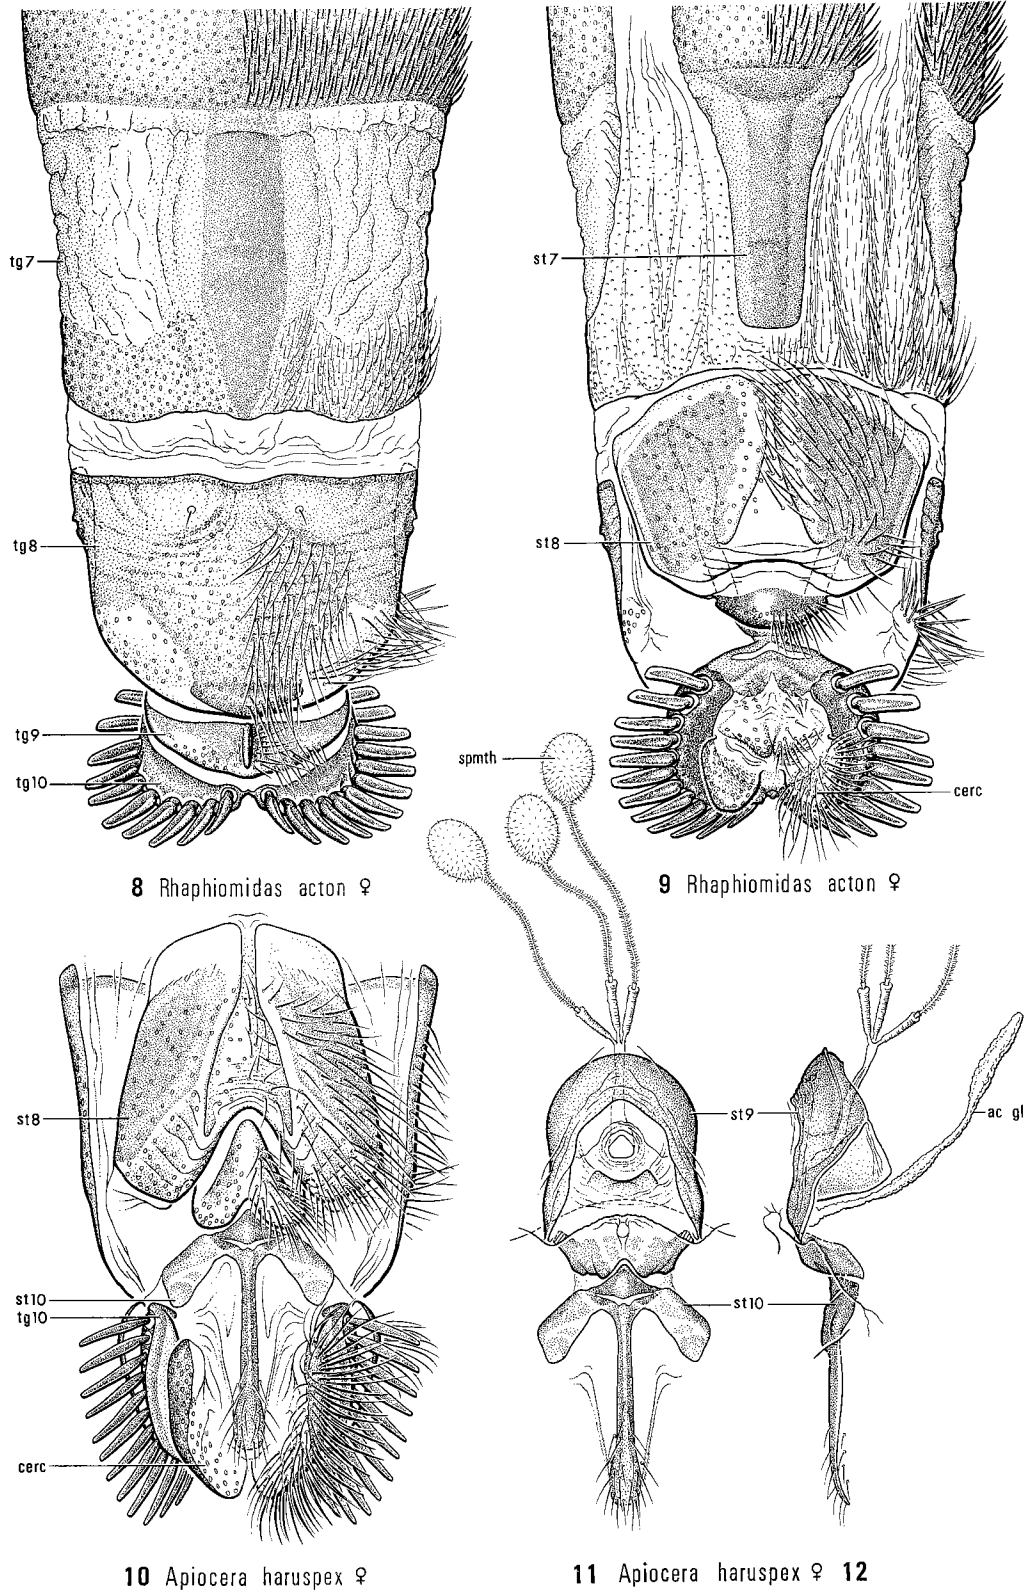 tg7
tg8
tg9
tg10
st7
st8
cerc
8 Rhaphiomidas acton ♀
9 Rhaphiomidas acton ♀
spmth
st8
st10
tg10
cerc
st9
ac gl
st10
10 Apiocera haruspex ♀
11 Apiocera haruspex ♀ 12